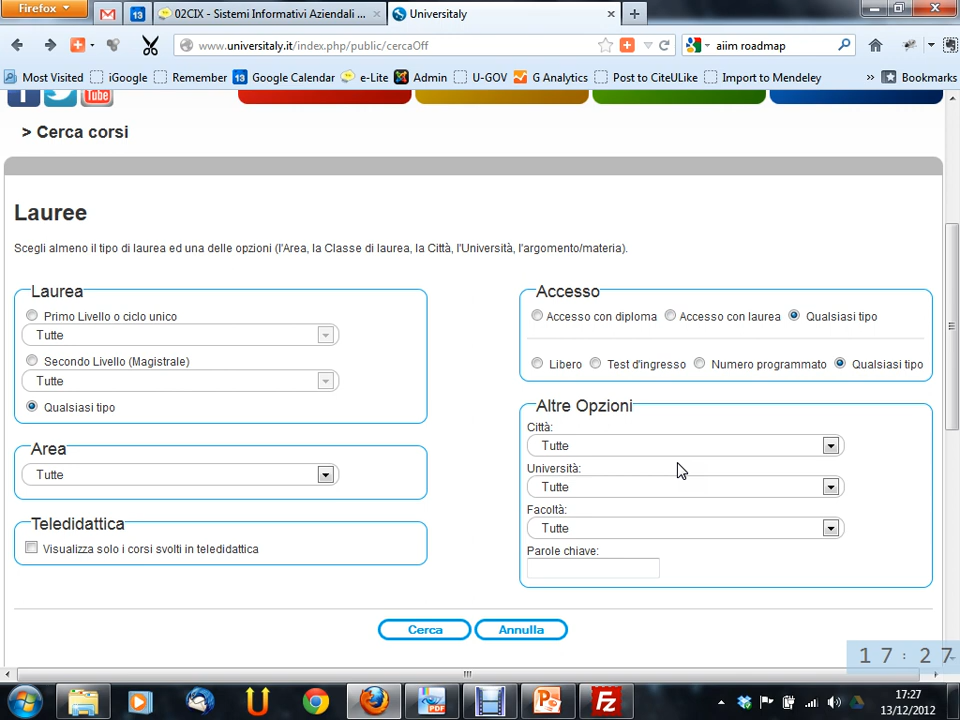 Firefox
02CIX - Sistemi Informativi Aziendali ...
Universitaly
www.universitaly.it/index.php/public/cercaOff
aiim roadmap
Most Visited
iGoogle
Remember
Google Calendar
e-Lite
Admin
U-GOV
G Analytics
Post to CiteULike
Import to Mendeley
»
Bookmarks
> Cerca corsi
Lauree
Scegli almeno il tipo di laurea ed una delle opzioni (l'Area, la Classe di laurea, la Città, l'Università, l'argomento/materia).
Laurea
Primo Livello o ciclo unico
Tutte
Secondo Livello (Magistrale)
Tutte
Qualsiasi tipo
Area
Tutte
Teledidattica
Visualizza solo i corsi svolti in teledidattica
Accesso
Accesso con diploma
Accesso con laurea
Qualsiasi tipo
Libero
Test d'ingresso
Numero programmato
Qualsiasi tipo
Altre Opzioni
Città:
Tutte
Università:
Tutte
Facoltà:
Tutte
Parole chiave:
Cerca
Annulla
17:27
17:27
13/12/2012